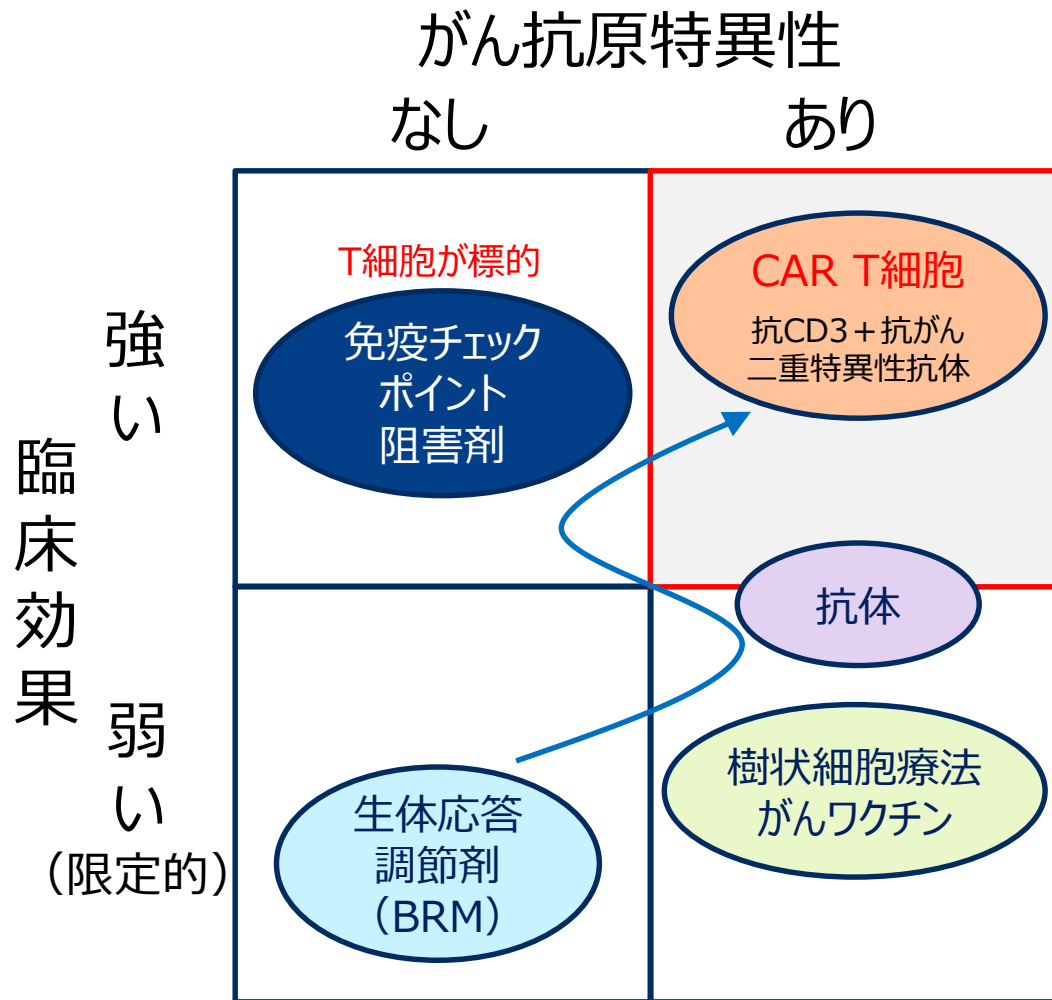 がん抗原特異性
なし
あり
臨床効果
強い
弱い
（限定的）
T細胞が標的
免疫チェック
ポイント
阻害剤
CAR T細胞
抗CD3＋抗がん
二重特異性抗体
抗体
生体応答
調節剤
（BRM）
樹状細胞療法
がんワクチン